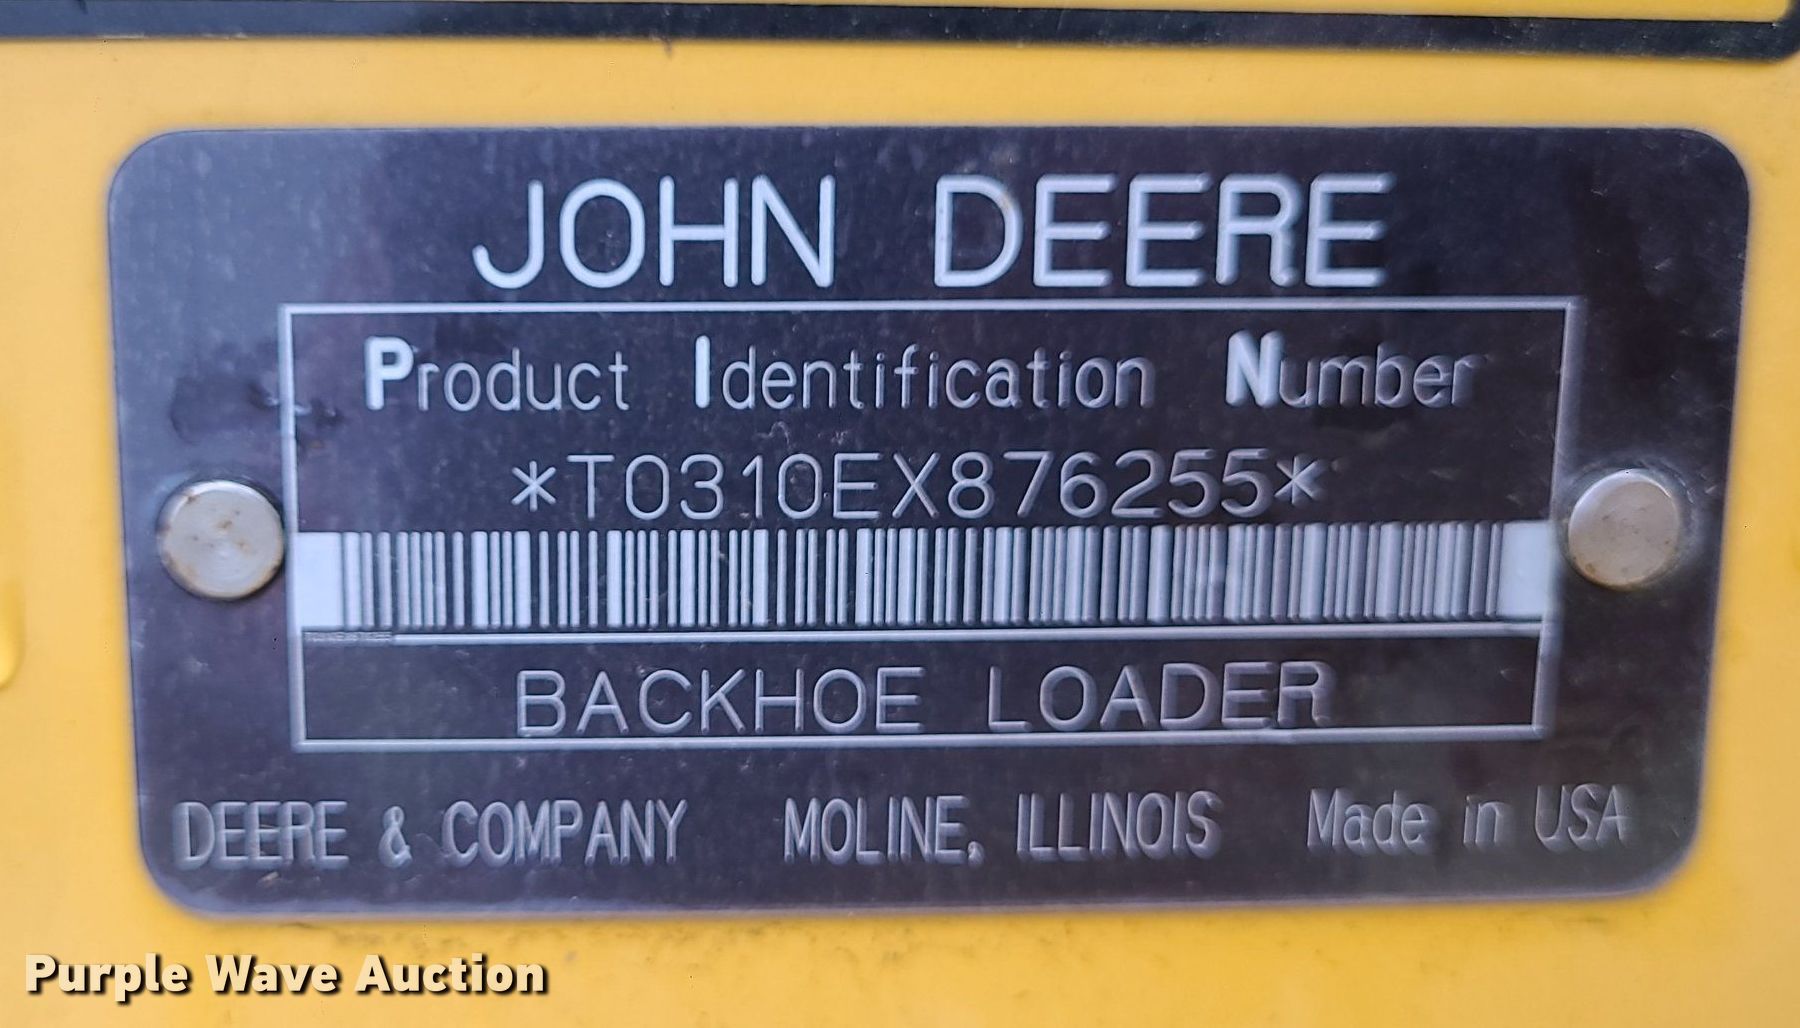 JOHN DEERE
Product Identification Number
*T0310EX876255*
BACKHOE LOADER
DEERE & COMPANY MOLINE, ILLINOIS Made in USA
Purple Wave Auction